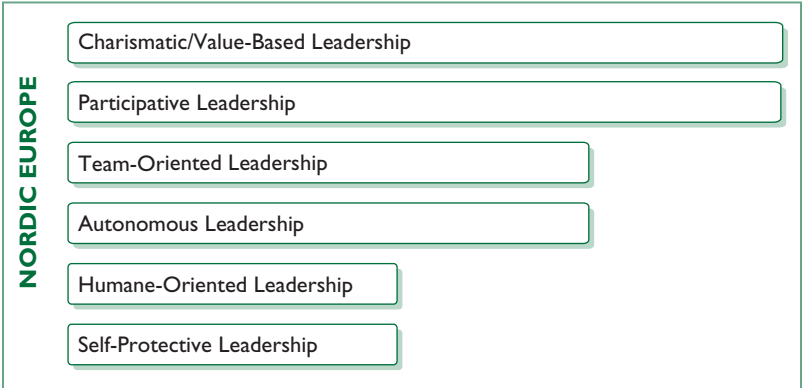 NORDIC EUROPE
Charismatic/Value-Based Leadership
Participative Leadership
Team-Oriented Leadership
Autonomous Leadership
Humane-Oriented Leadership
Self-Protective Leadership